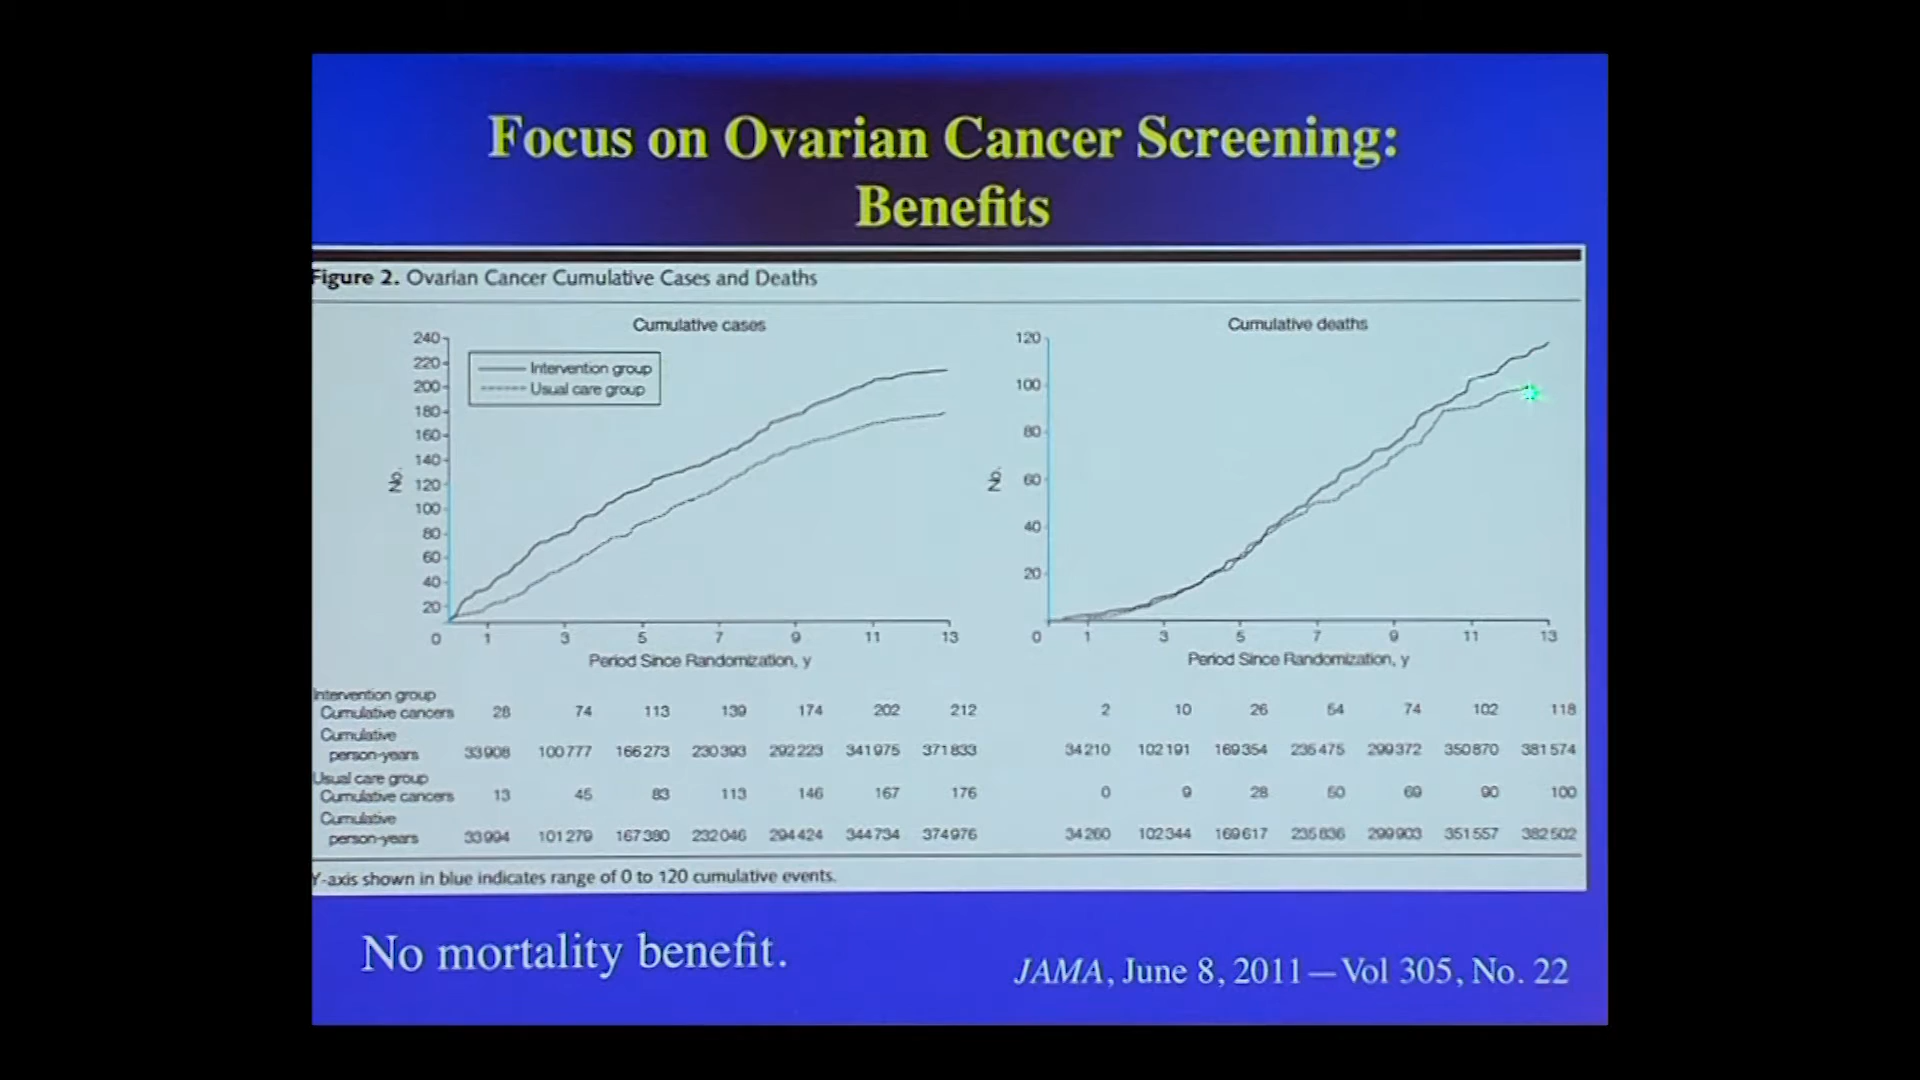 Focus on Ovarian Cancer Screening:
Benefits
Figure 2. Ovarian Cancer Cumulative Cases and Deaths
Cumulative cases
240
220
200
180
160
140
120
100
80
60
40
20
0
No.
Intervention group
Usual care group
1 3 5 7 9 11 13
Period Since Randomization, y
Cumulative deaths
120
100
80
60
40
20
0
No.
1 3 5 7 9 11 13
Period Since Randomization, y
Intervention group
Cumulative cancers 28 74 113 139 174 202 212 2 10 26 54 74 102 118
Cumulative
person-years 33908 100777 166273 230393 292223 341975 371833 34210 102191 169354 235475 299372 350870 381574
Usual care group
Cumulative cancers 13 45 83 113 146 167 176 0 9 28 50 69 90 100
Cumulative
person-years 33994 101279 167380 232046 294424 344734 374976 34260 102344 169617 235836 299903 351557 382502
Y-axis shown in blue indicates range of 0 to 120 cumulative events.
No mortality benefit.
JAMA, June 8, 2011—Vol 305, No. 22